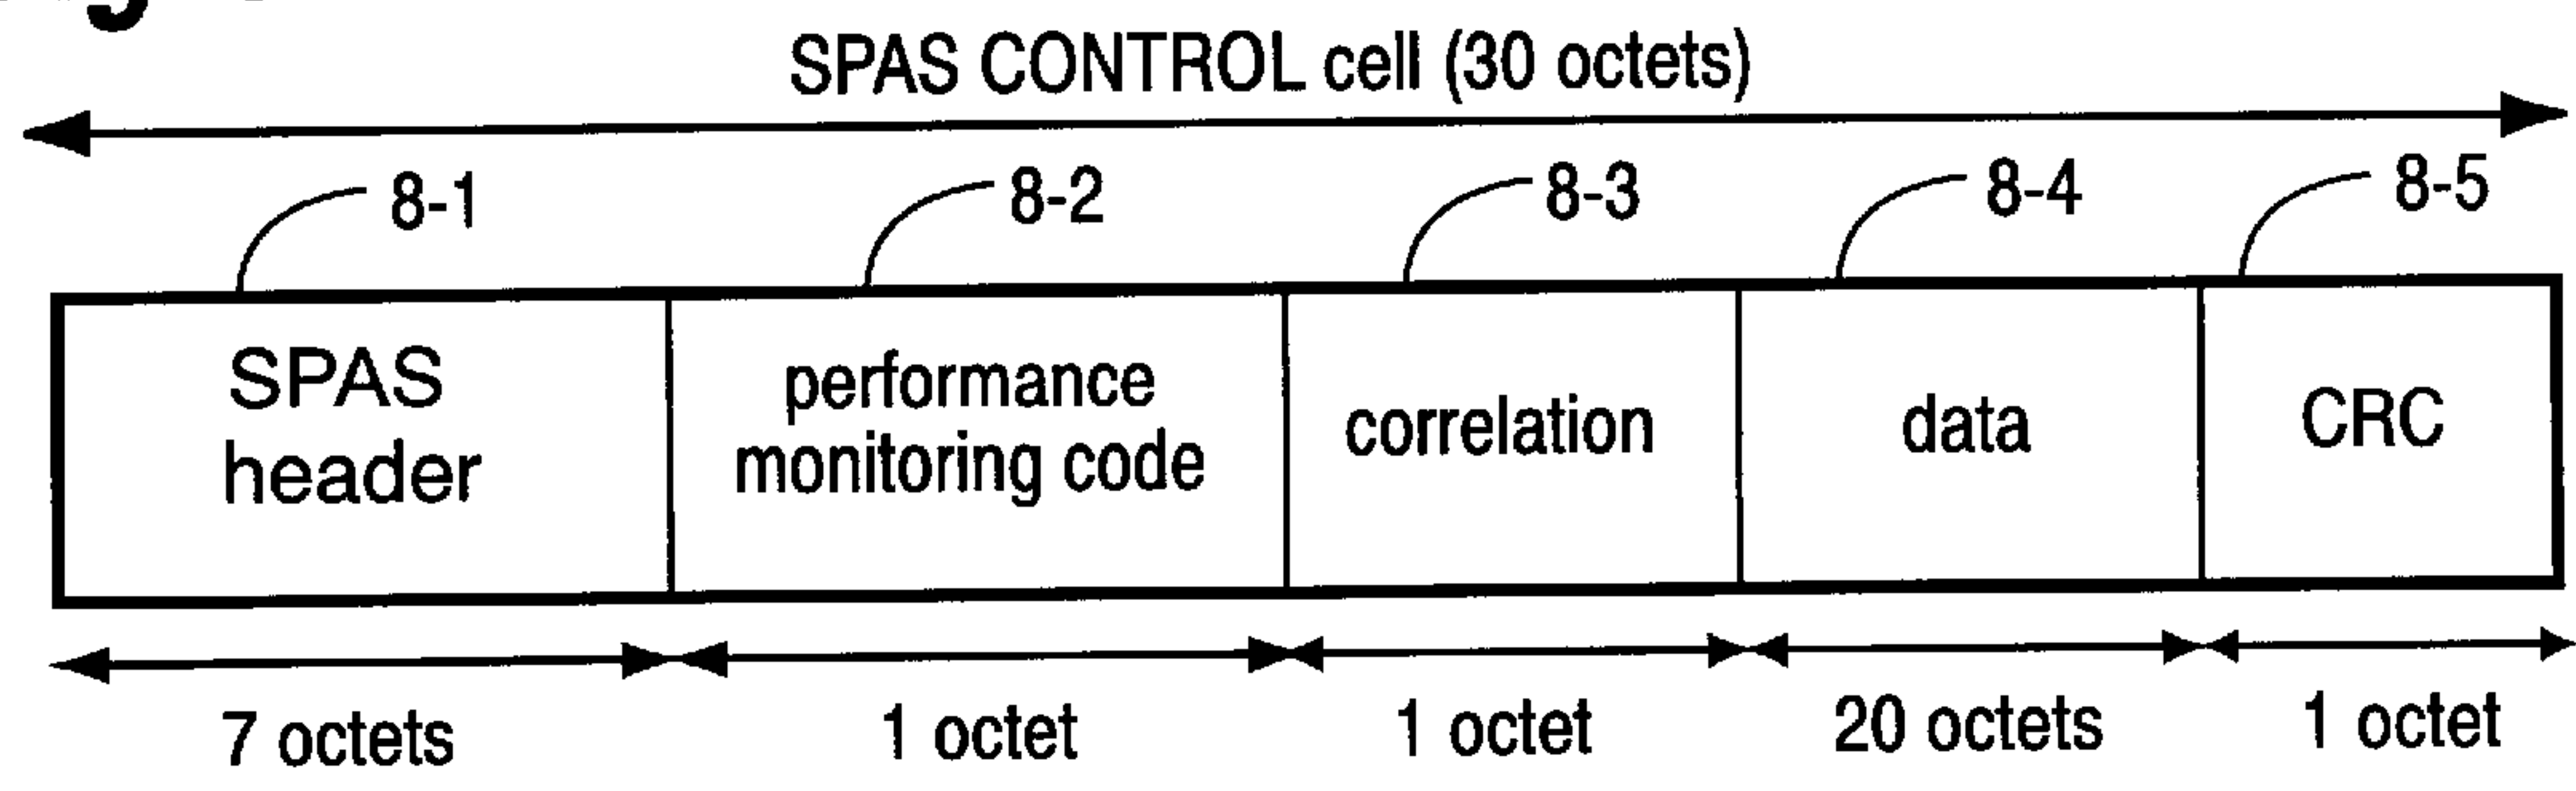 SPAS CONTROL cell (30 octets)
8-1 8-2 8-3 8-4 8-5
SPAS
header
performance
monitoring code
correlation
data
CRC
7 octets 1 octet 1 octet 20 octets 1 octet